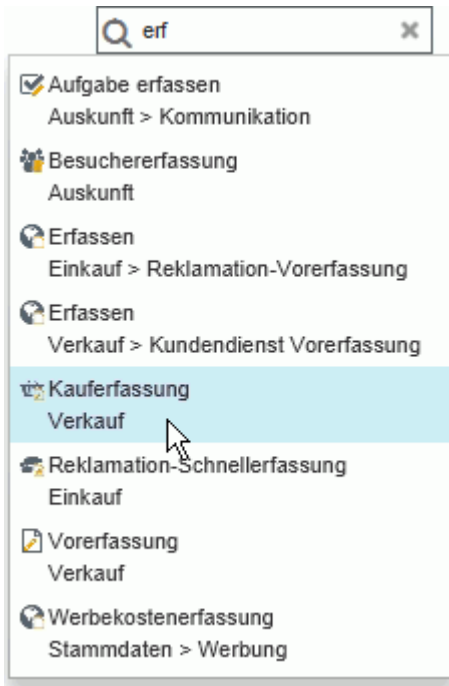 erf
Aufgabe erfassen
Auskunft > Kommunikation
Besuchererfassung
Auskunft
Erfassen
Einkauf > Reklamation-Vorerfassung
Erfassen
Verkauf > Kundendienst Vorerfassung
Kauferfassung
Verkauf
Reklamation-Schnellerfassung
Einkauf
Vorerfassung
Verkauf
Werbekostenerfassung
Stammdaten > Werbung